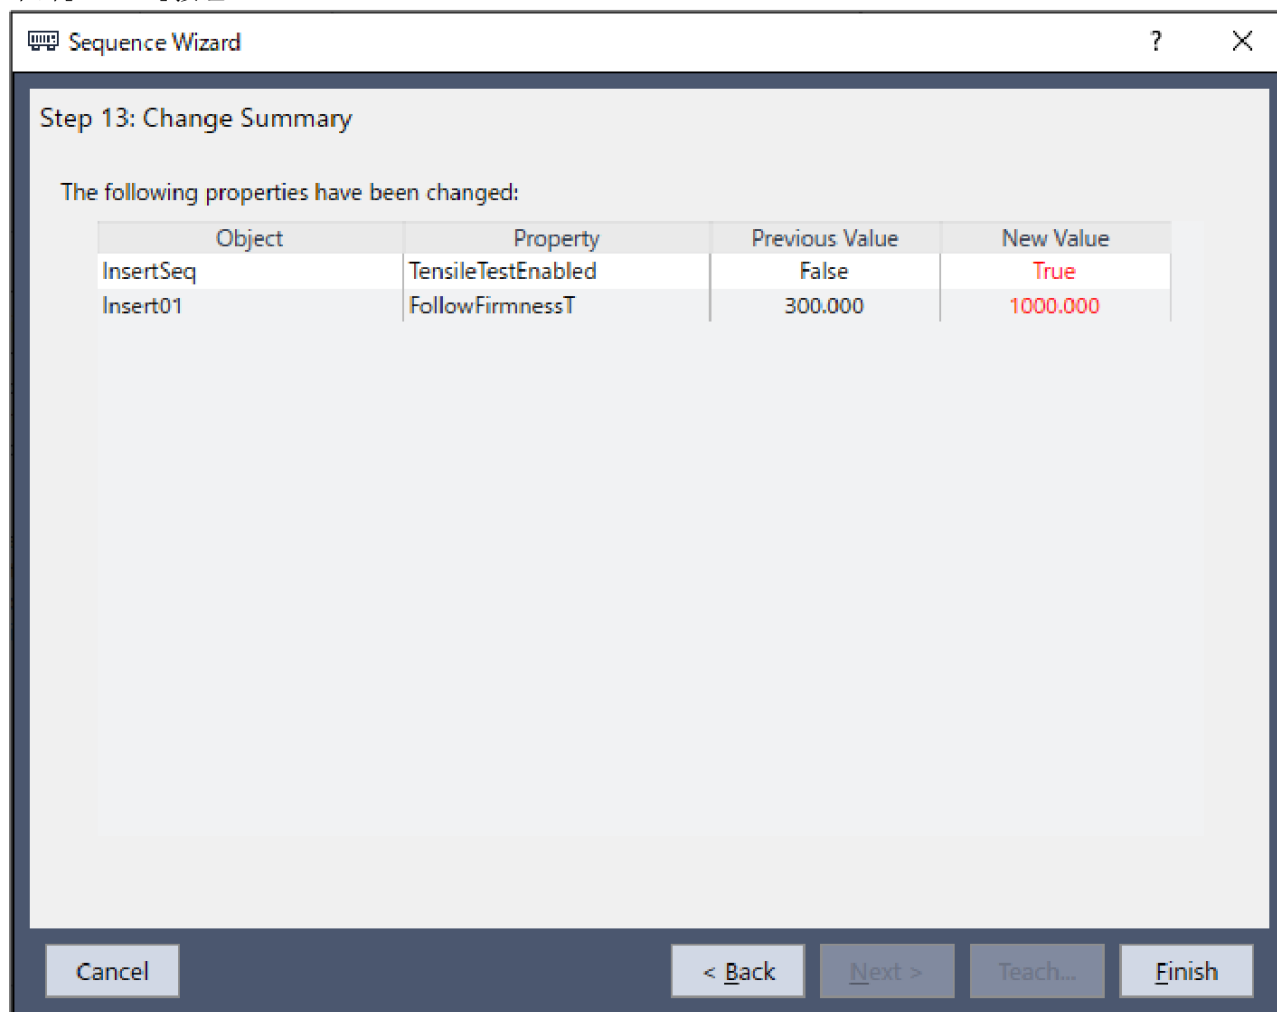 Sequence Wizard ?
Step 13: Change Summary
The following properties have been changed:
Object Property Previous Value New Value
InsertSeq TensileTestEnabled False True
Insert01 FollowFirmnessT 300.000 1000.000
Cancel < Back Next > Teach... Finish